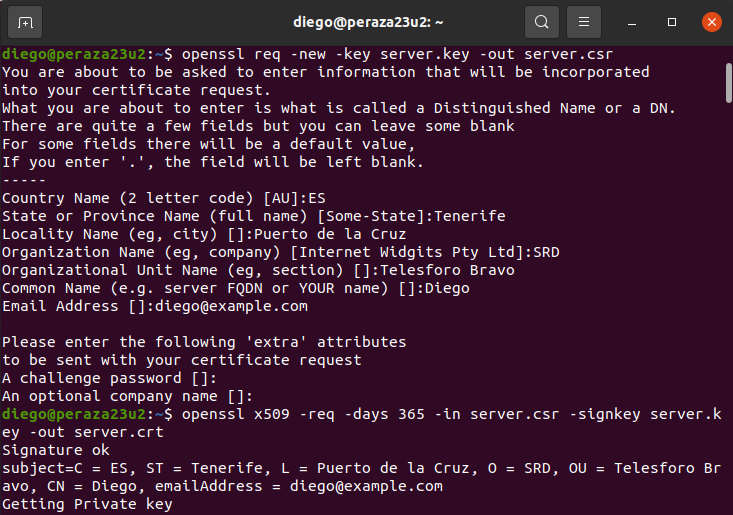 diego@peraza23u2: ~
diego@peraza23u2:~$ openssl req -new -key server.key -out server.csr
You are about to be asked to enter information that will be incorporated
into your certificate request.
What you are about to enter is what is called a Distinguished Name or a DN.
There are quite a few fields but you can leave some blank
For some fields there will be a default value,
If you enter '.', the field will be left blank.
-----
Country Name (2 letter code) [AU]:ES
State or Province Name (full name) [Some-State]:Tenerife
Locality Name (eg, city) []:Puerto de la Cruz
Organization Name (eg, company) [Internet Widgits Pty Ltd]:SRD
Organizational Unit Name (eg, section) []:Telesforo Bravo
Common Name (e.g. server FQDN or YOUR name) []:Diego
Email Address []:diego@example.com

Please enter the following 'extra' attributes
to be sent with your certificate request
A challenge password []:
An optional company name []:
diego@peraza23u2:~$ openssl x509 -req -days 365 -in server.csr -signkey server.k
ey -out server.crt
Signature ok
subject=C = ES, ST = Tenerife, L = Puerto de la Cruz, O = SRD, OU = Telesforo Br
avo, CN = Diego, emailAddress = diego@example.com
Getting Private key